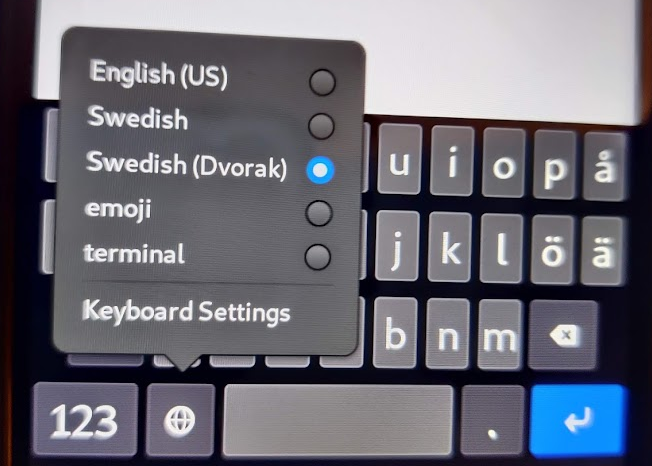 English (US)
Swedish
Swedish (Dvorak)
emoji
terminal
Keyboard Settings
u i o p å
j k l ö ä
b n m
123 .